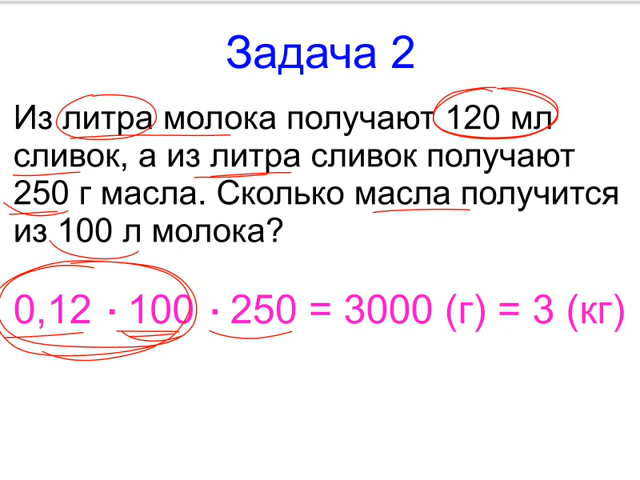 Задача 2
Из литра молока получают 120 мл
сливок, а из литра сливок получают
250 г масла. Сколько масла получится
из 100 л молока?
0,12 · 100 · 250 = 3000 (г) = 3 (кг)